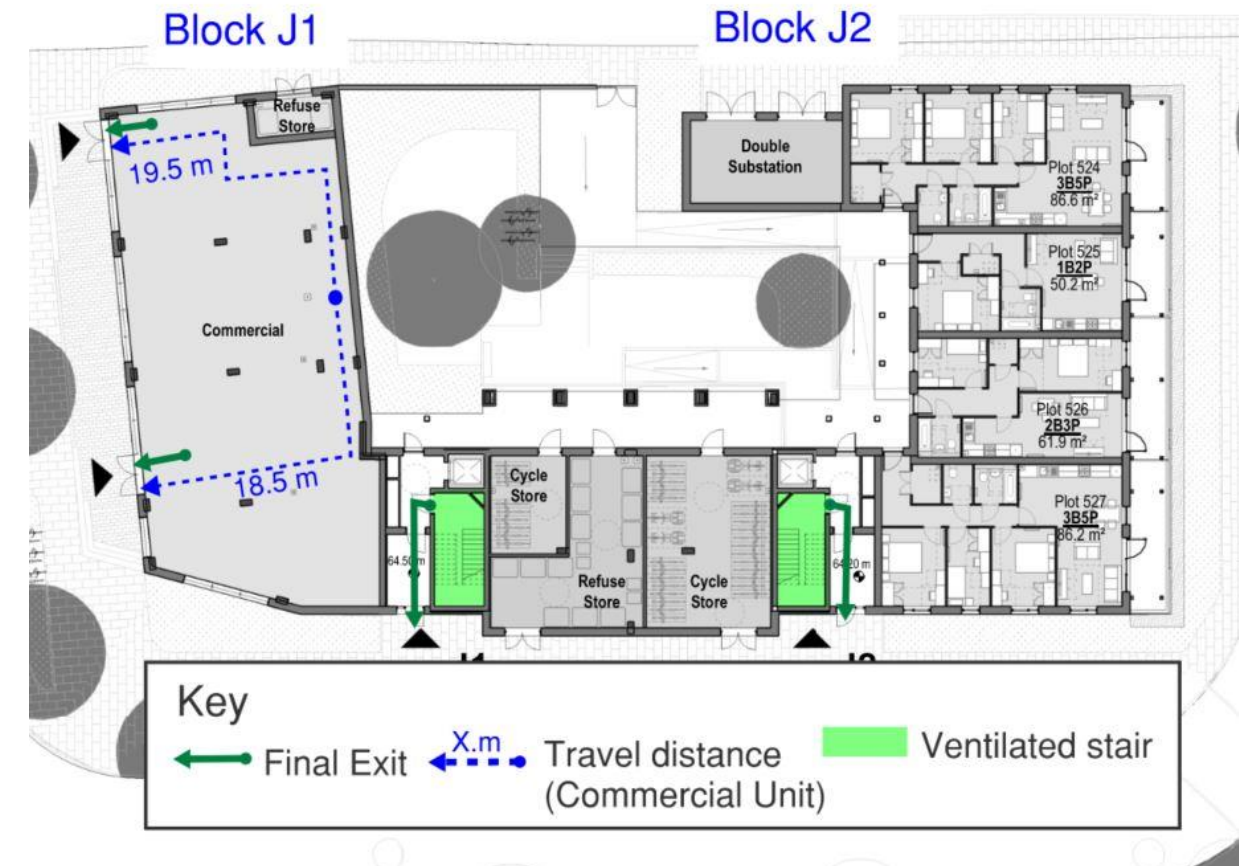 Block J1
Block J2
Refuse
Store
19.5 m
Double
Substation
Plot 524
3B5P
86.6 m²
Plot 525
1B2P
50.2 m²
Commercial
Plot 526
2B3P
61.9 m²
18.5 m
Cycle
Store
Plot 527
3B5P
86.2 m²
64.50 m
64.20 m
Refuse
Store
Cycle
Store
J1
J2
Key
Final Exit
X.m
Travel distance
(Commercial Unit)
Ventilated stair